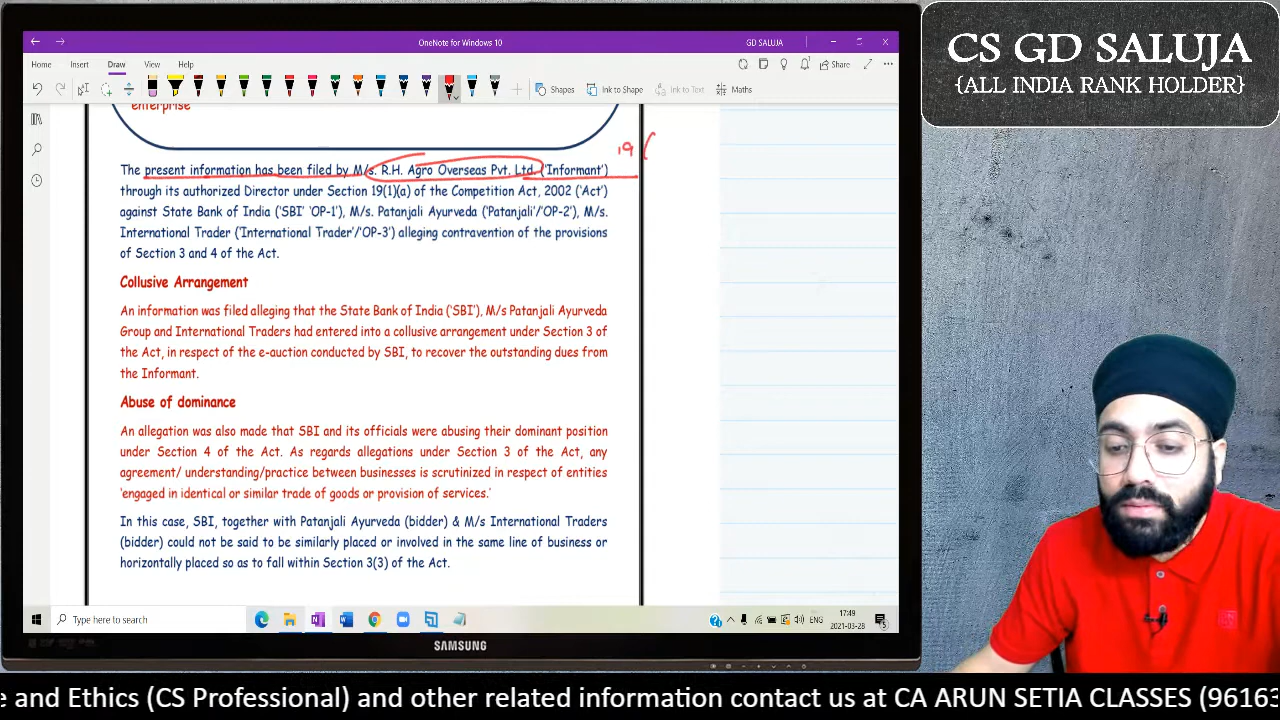 OneNote for Windows 10
GD SALUJA
CS GD SALUJA
{ALL INDIA RANK HOLDER}
Home Insert Draw View Help
Share
Shapes Ink to Shape Ink to Text Maths
enterprise
19 (
The present information has been filed by M/s. R.H. Agro Overseas Pvt. Ltd. ('Informant')
through its authorized Director under Section 19(1)(a) of the Competition Act, 2002 ('Act')
against State Bank of India ('SBI' 'OP-1'), M/s. Patanjali Ayurveda ('Patanjali'/'OP-2'), M/s.
International Trader ('International Trader'/'OP-3') alleging contravention of the provisions
of Section 3 and 4 of the Act.
Collusive Arrangement
An information was filed alleging that the State Bank of India ('SBI'), M/s Patanjali Ayurveda
Group and International Traders had entered into a collusive arrangement under Section 3 of
the Act, in respect of the e-auction conducted by SBI, to recover the outstanding dues from
the Informant.
Abuse of dominance
An allegation was also made that SBI and its officials were abusing their dominant position
under Section 4 of the Act. As regards allegations under Section 3 of the Act, any
agreement/ understanding/practice between businesses is scrutinized in respect of entities
'engaged in identical or similar trade of goods or provision of services.'
In this case, SBI, together with Patanjali Ayurveda (bidder) & M/s International Traders
(bidder) could not be said to be similarly placed or involved in the same line of business or
horizontally placed so as to fall within Section 3(3) of the Act.
Type here to search
ENG
17:49
2021-03-28
SAMSUNG
e and Ethics (CS Professional) and other related information contact us at CA ARUN SETIA CLASSES (96163